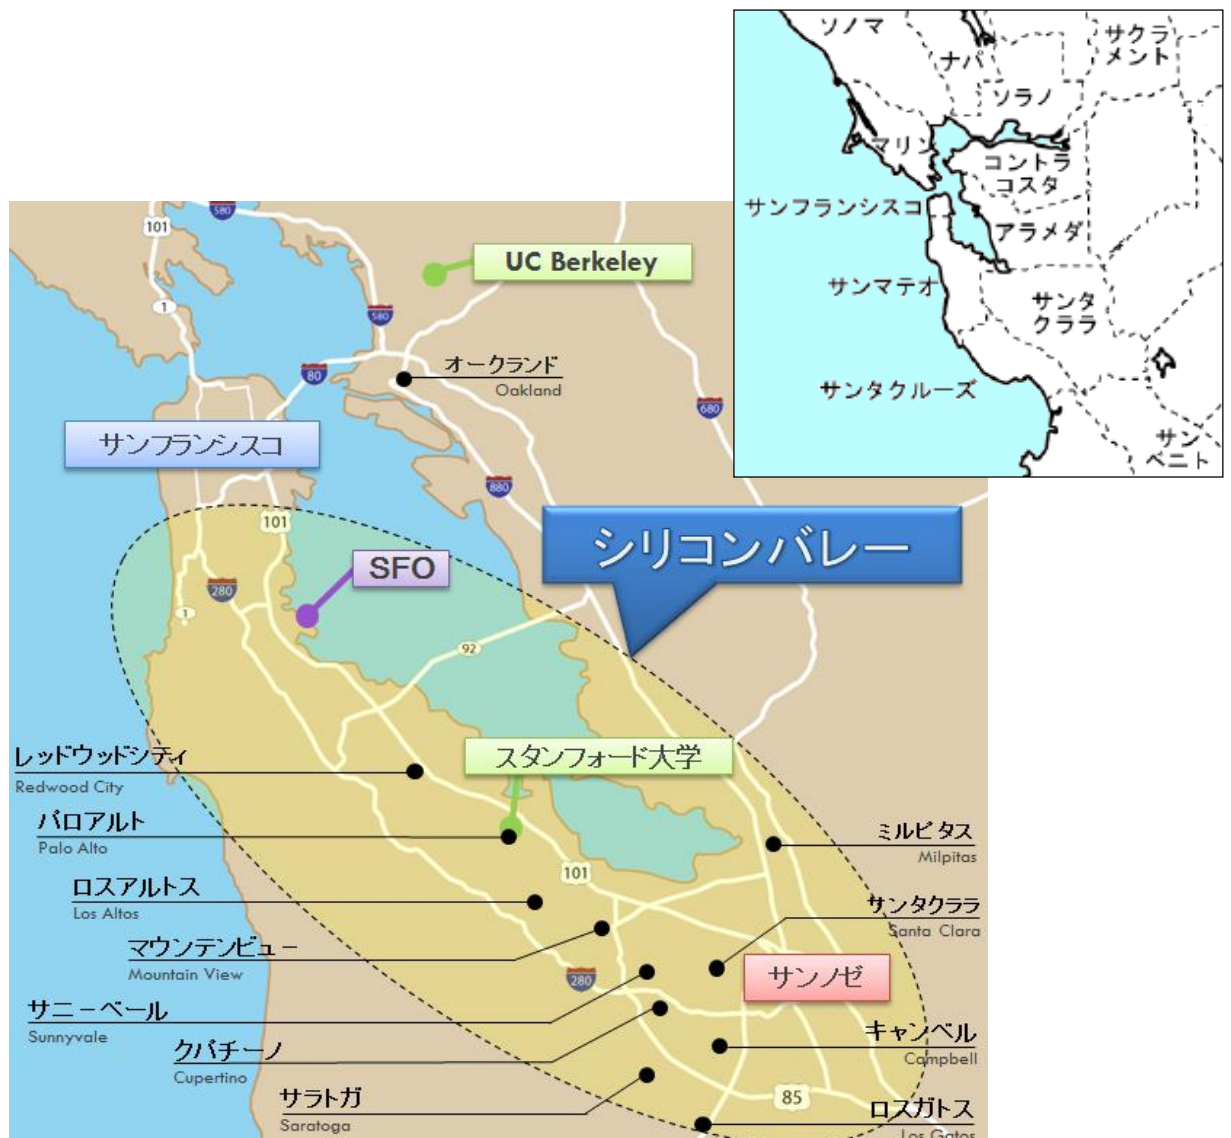 ソノマ
ナパ
サクラ
メント
ソラノ
マリン
コントラ
コスタ
サンフランシスコ
アラメダ
サンマテオ
サンタ
クララ
サンタクルーズ
サン
ベニト
580
101
1
UC Berkeley
580
80
オークランド
Oakland
680
サンフランシスコ
880
101
シリコンバレー
SFO
280
1
92
レッドウッドシティ
Redwood City
スタンフォード大学
パロアルト
Palo Alto
ミルピタス
Milpitas
101
ロスアルトス
Los Altos
サンタクララ
Santa Clara
マウンテンビュー
Mountain View
280
サンノゼ
サニーベール
Sunnyvale
クパチーノ
Cupertino
キャンベル
Campbell
サラトガ
Saratoga
85
ロスガトス
Los Gatos